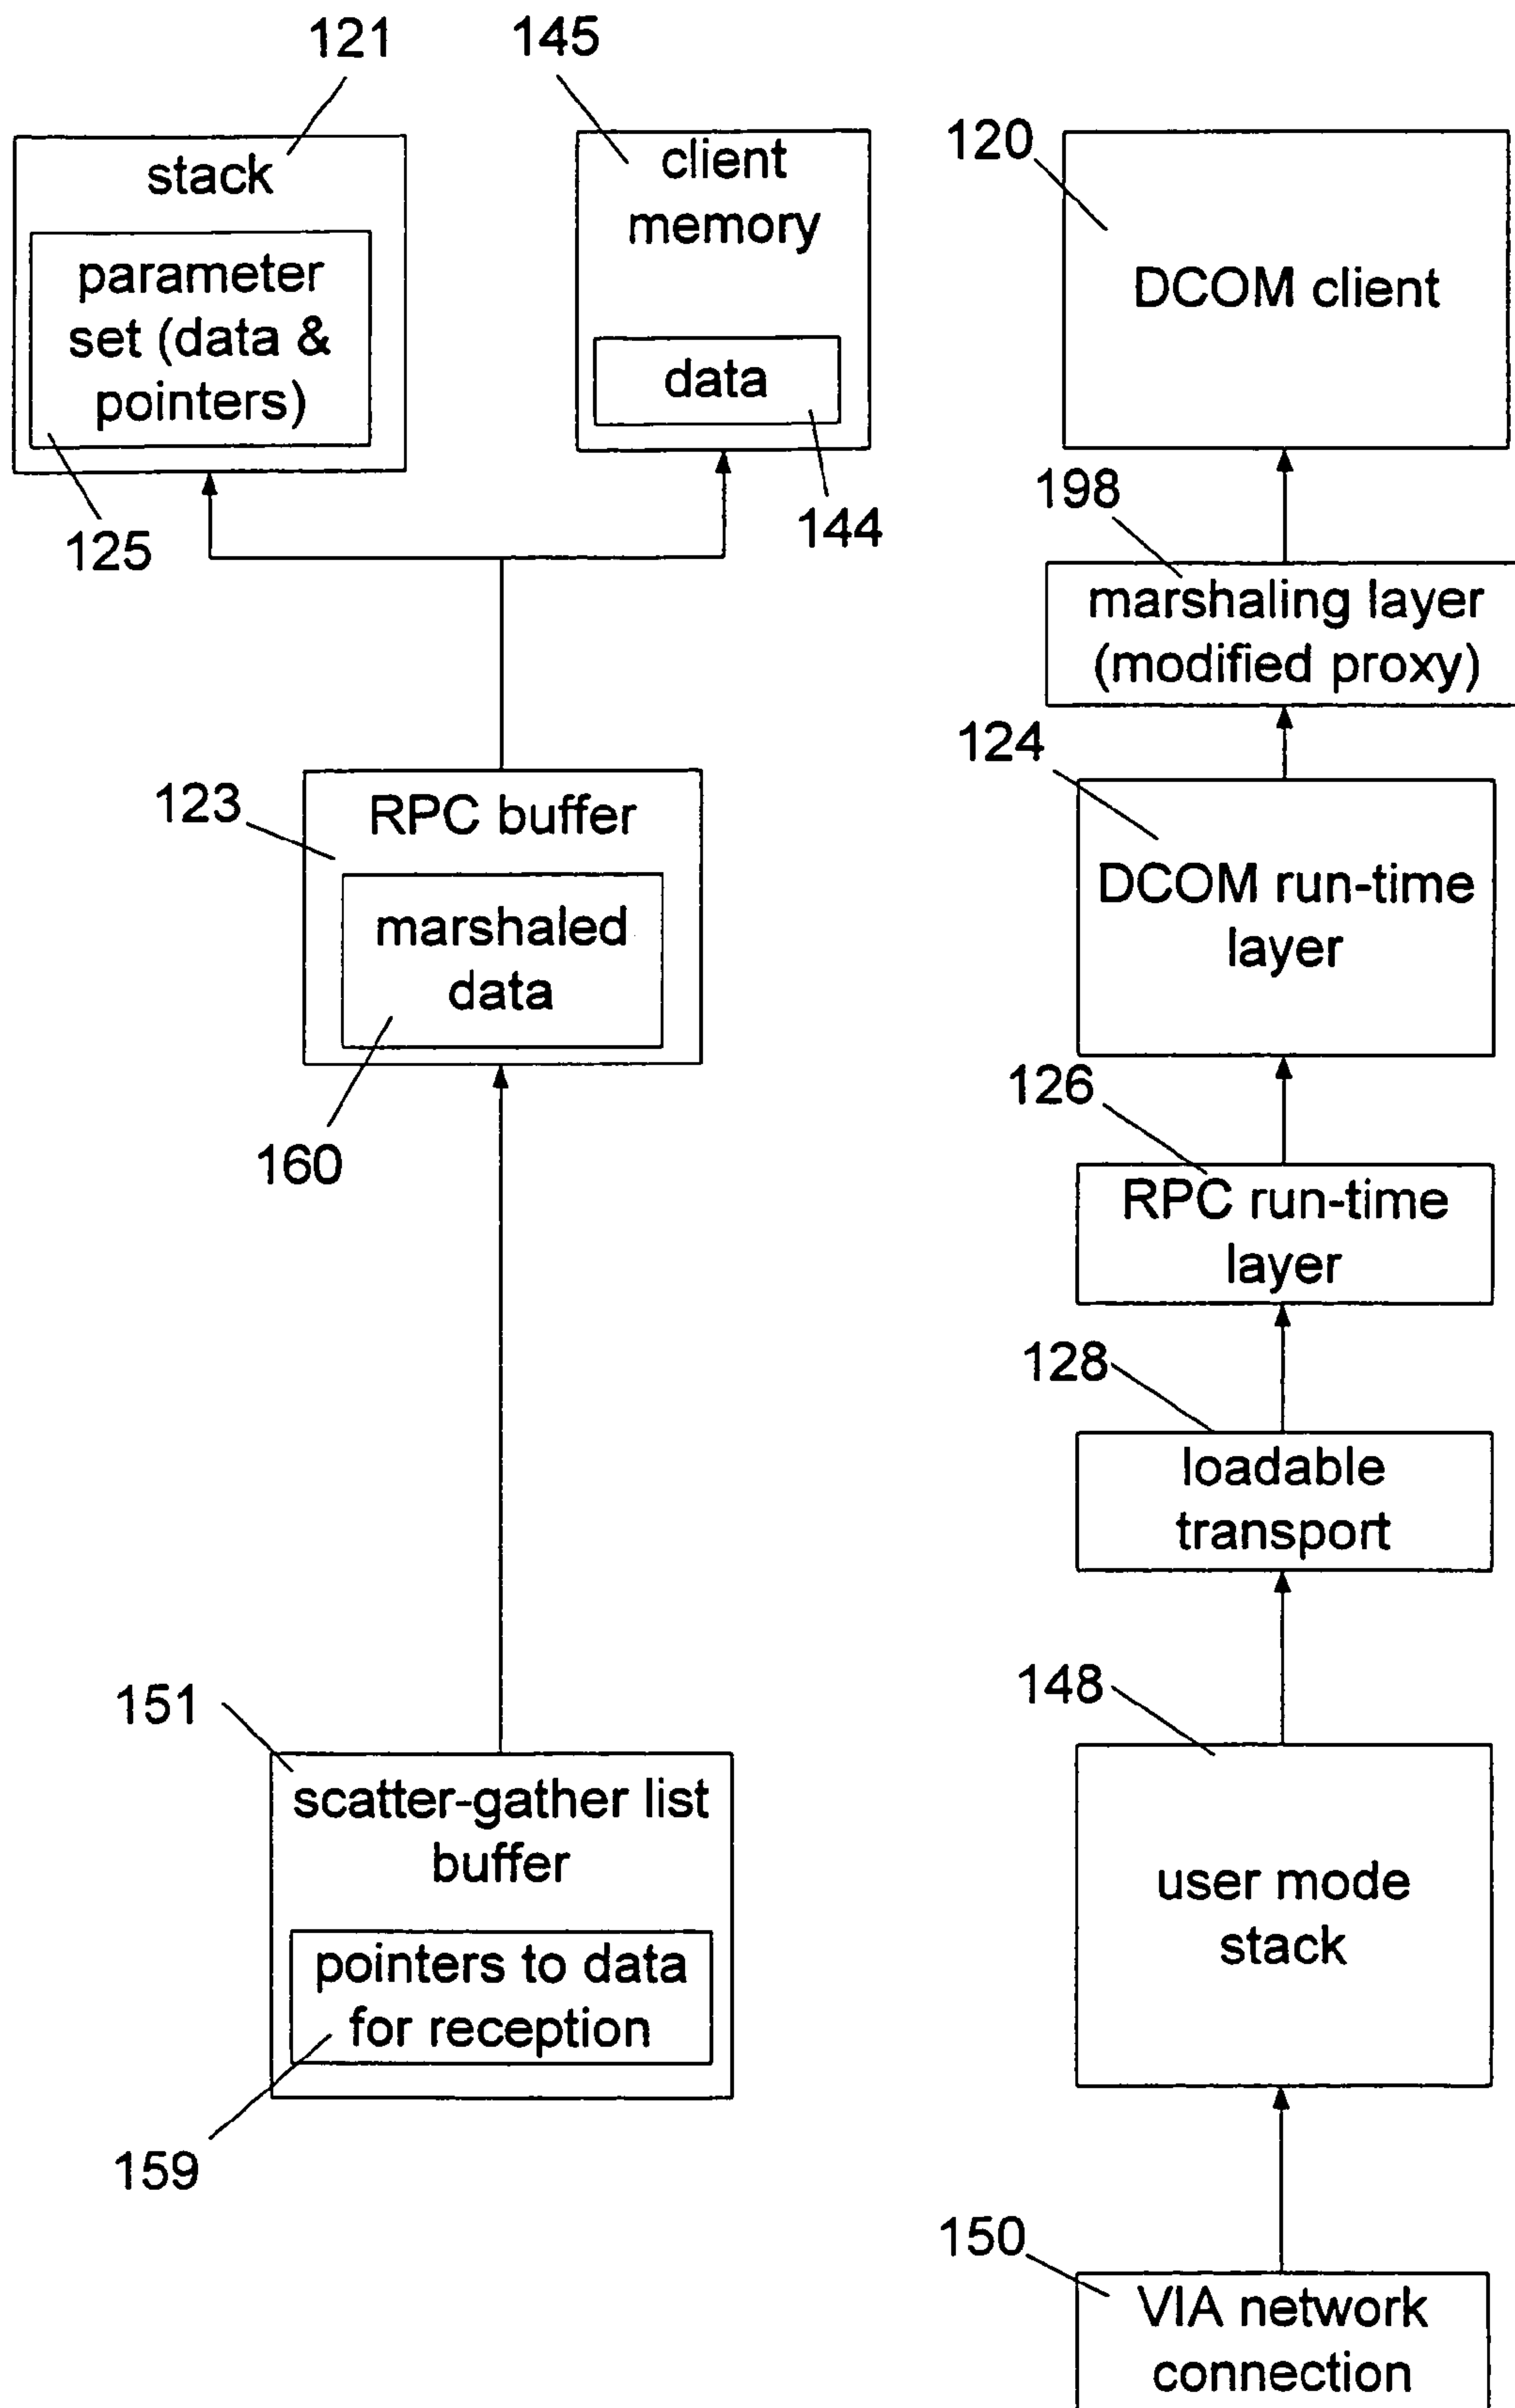 121
145
stack
parameter
set (data &
pointers)
125
client
memory
data
144
120
DCOM client
198
marshaling layer
(modified proxy)
123
RPC buffer
marshaled
data
160
124
DCOM run-time
layer
126
RPC run-time
layer
128
loadable
transport
151
scatter-gather list
buffer
pointers to data
for reception
159
148
user mode
stack
150
VIA network
connection